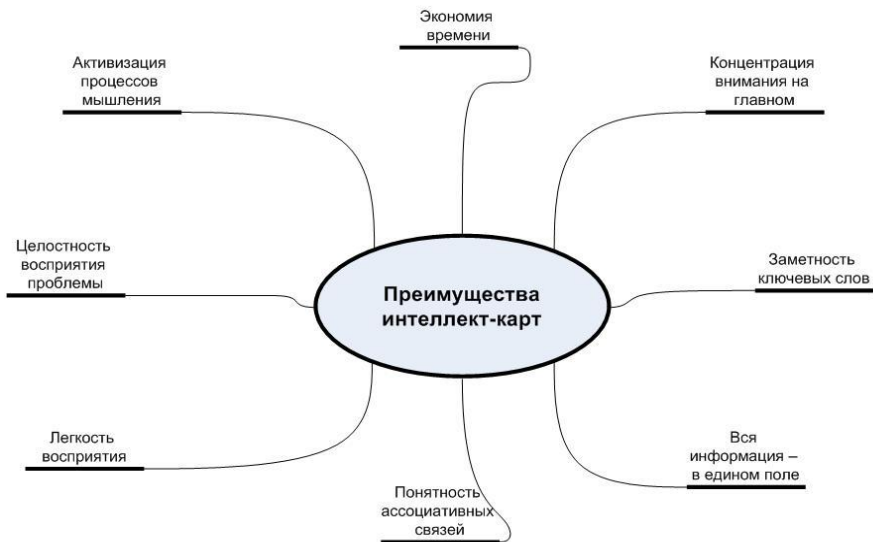 Экономия
времени
Активизация
процессов
мышления
Концентрация
внимания на
главном
Целостность
восприятия
проблемы
Преимущества
интеллект-карт
Заметность
ключевых слов
Легкость
восприятия
Вся
информация –
в едином поле
Понятность
ассоциативных
связей